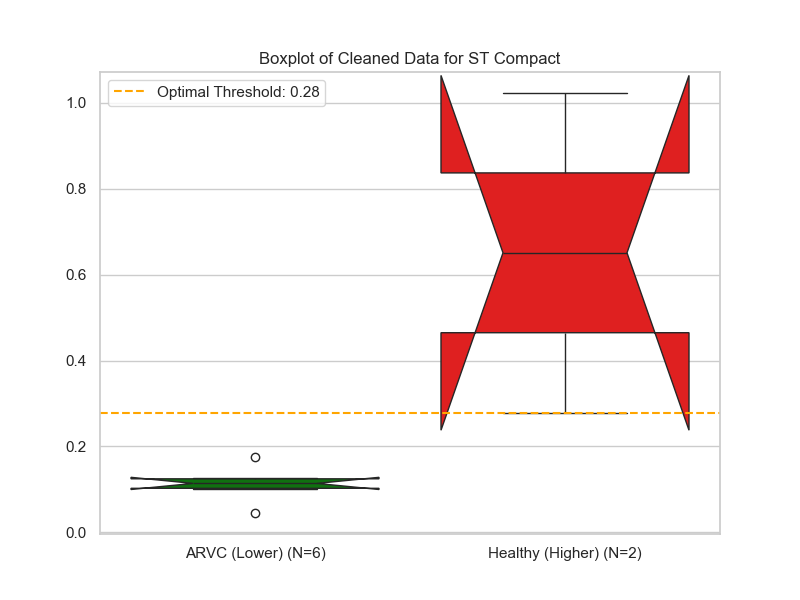 Boxplot of Cleaned Data for ST Compact
Optimal Threshold: 0.28
1.0
0.8
0.6
0.4
0.2
0.0
ARVC (Lower) (N=6)
Healthy (Higher) (N=2)